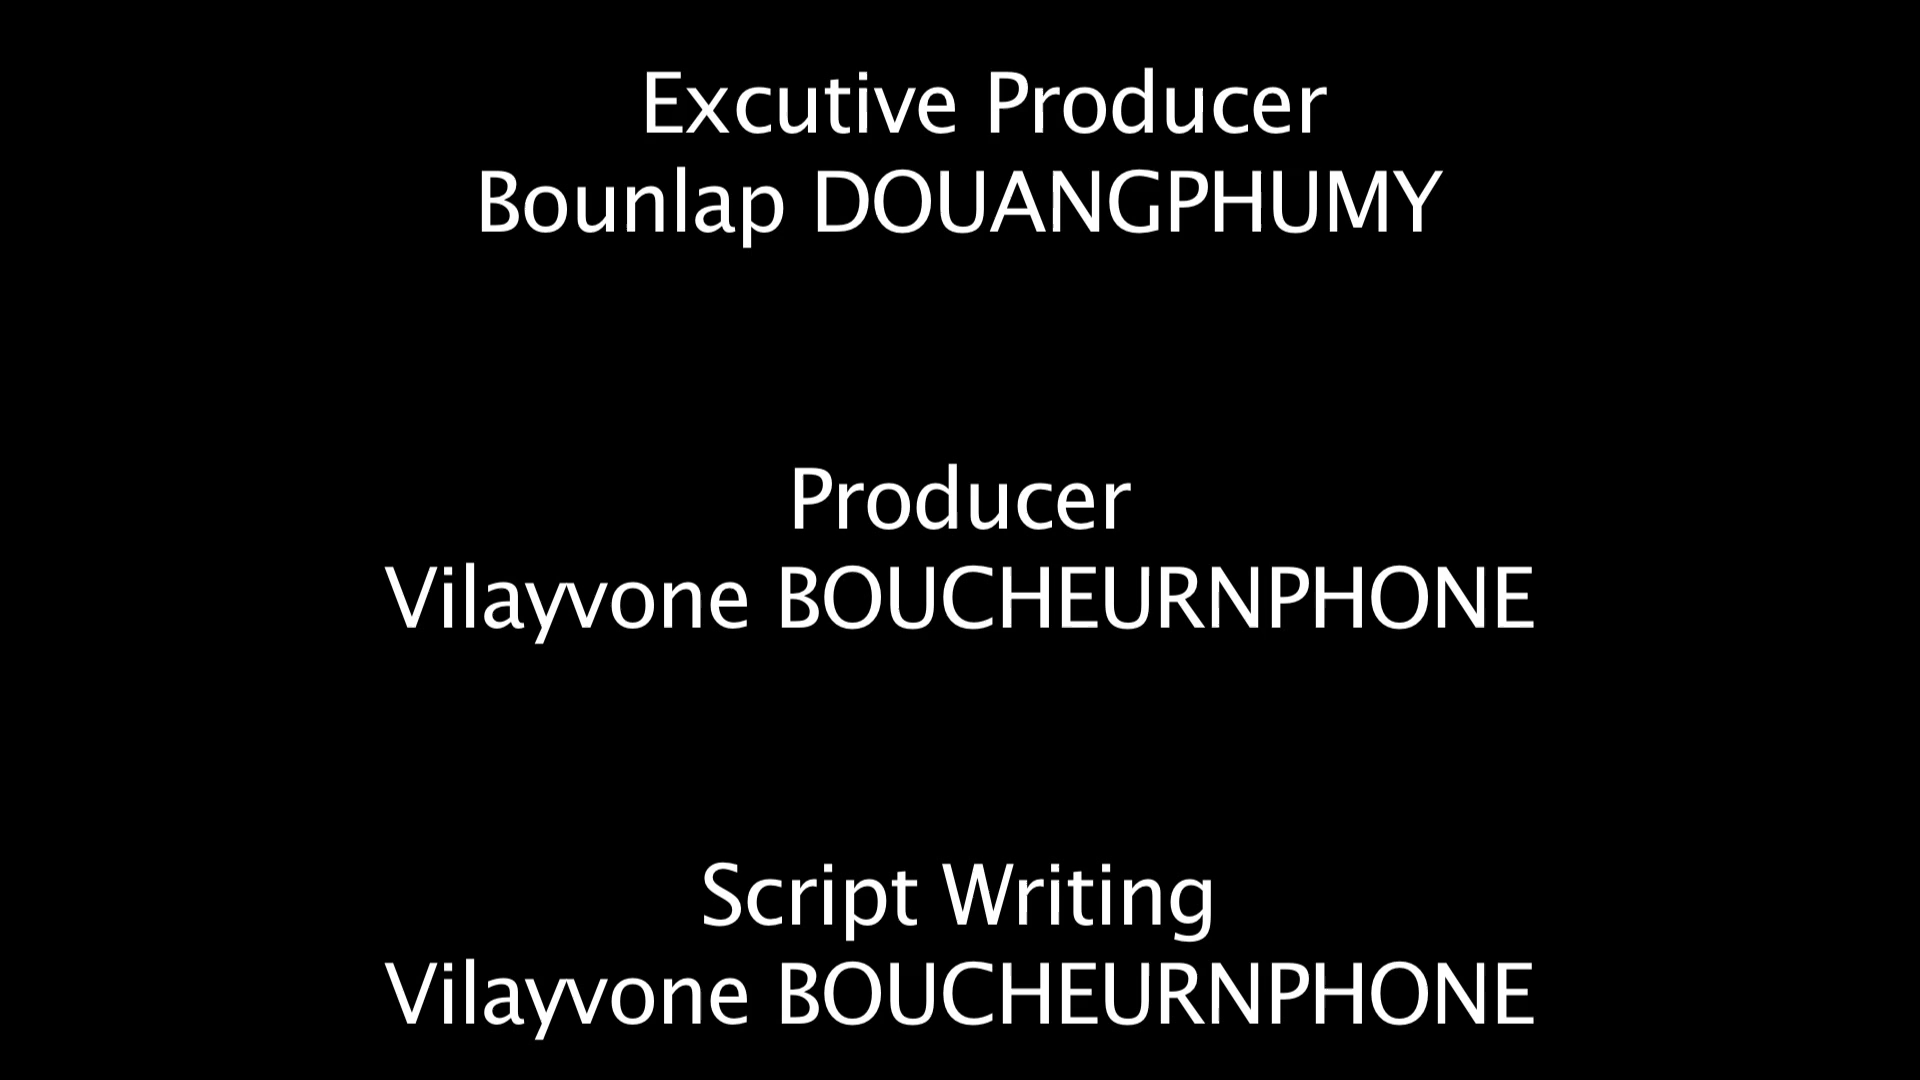 Excutive Producer
Bounlap DOUANGPHUMY
Producer
Vilayvone BOUCHEURNPHONE
Script Writing
Vilayvone BOUCHEURNPHONE